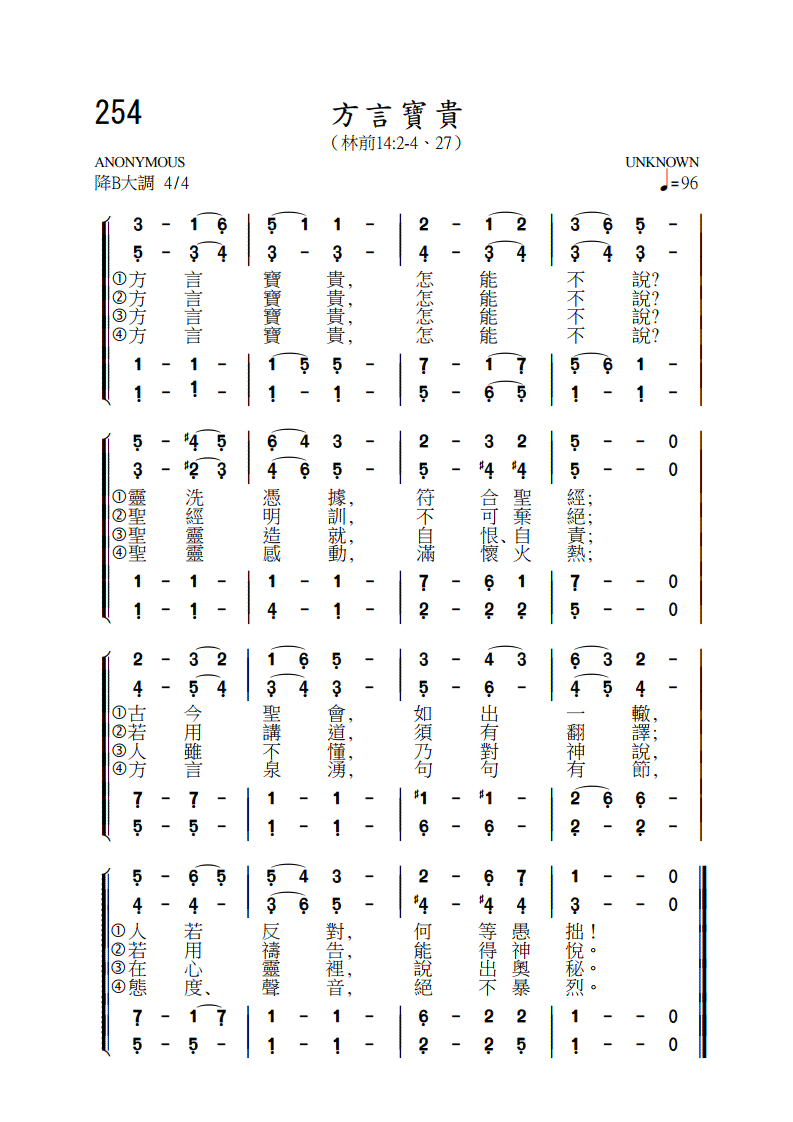 254
方言寶貴
（林前14:2-4、27）
ANONYMOUS UNKNOWN
降B大調 4/4 ♩=96
3 - 1 6̣ | 5̣ 1 1 - | 2 - 1 2 | 3 6̣ 5̣ - |
5̣ - 3̣ 4̣ | 3̣ - 3̣ - | 4̣ - 3̣ 4̣ | 3̣ 4̣ 3̣ - |
①方言寶貴，怎能不說？
②方言寶貴，怎能不說？
③方言寶貴，怎能不說？
④方言寶貴，怎能不說？
1 - 1 - | 1 5̣ 5̣ - | 7̣ - 1 7̣ | 5̣ 6̣ 1 - |
1̣ - 1̣ - | 1̣ - 1̣ - | 5̣ - 6̣ 5̣ | 1̣ - 1̣ - |
5̣ - #4̣ 5̣ | 6̣ 4 3 - | 2 - 3 2 | 5̣ - - 0
3̣ - #2̣ 3̣ | 4̣ 6̣ 5̣ - | 5̣ - #4̣ #4̣ | 5̣ - - 0
①靈洗憑據，符合聖經；
②聖經明訓，不可棄絕；
③聖靈造就，自恨、自責；
④聖靈感動，滿懷火熱；
1 - 1 - | 1 - 1 - | 7̣ - 6̣ 1 | 7̣ - - 0
1̣ - 1̣ - | 4̣ - 1̣ - | 2̣ - 2̣ 2̣ | 5̣ - - 0
2 - 3 2 | 1 6̣ 5̣ - | 3 - 4 3 | 6̣ 3 2 -
4̣ - 5̣ 4̣ | 3̣ 4̣ 3̣ - | 5̣ - 6̣ - | 4̣ 5̣ 4̣ -
①古今聖會，如出一轍，
②若用講道，須有翻譯；
③人雖不懂，乃對神說，
④方言泉湧，句句有節，
7̣ - 7̣ - | 1 - 1 - | #1 - #1 - | 2 6̣ 6̣ -
5̣ - 5̣ - | 1̣ - 1̣ - | 6̣ - 6̣ - | 2̣ - 2̣ -
5̣ - 6̣ 5̣ | 5̣ 4 3 - | 2 - 6̣ 7̣ | 1 - - 0
4̣ - 4̣ - | 3̣ 6̣ 5̣ - | #4̣ - #4̣ 4̣ | 3̣ - - 0
①人若反對，何等愚拙！
②若用禱告，能得神悅。
③在心靈裡，說出奧秘。
④態度、聲音，絕不暴烈。
7̣ - 1 7̣ | 1 - 1 - | 6̣ - 2 2 | 1 - - 0
5̣ - 5̣ - | 1̣ - 1̣ - | 2̣ - 2̣ 5̣ | 1̣ - - 0